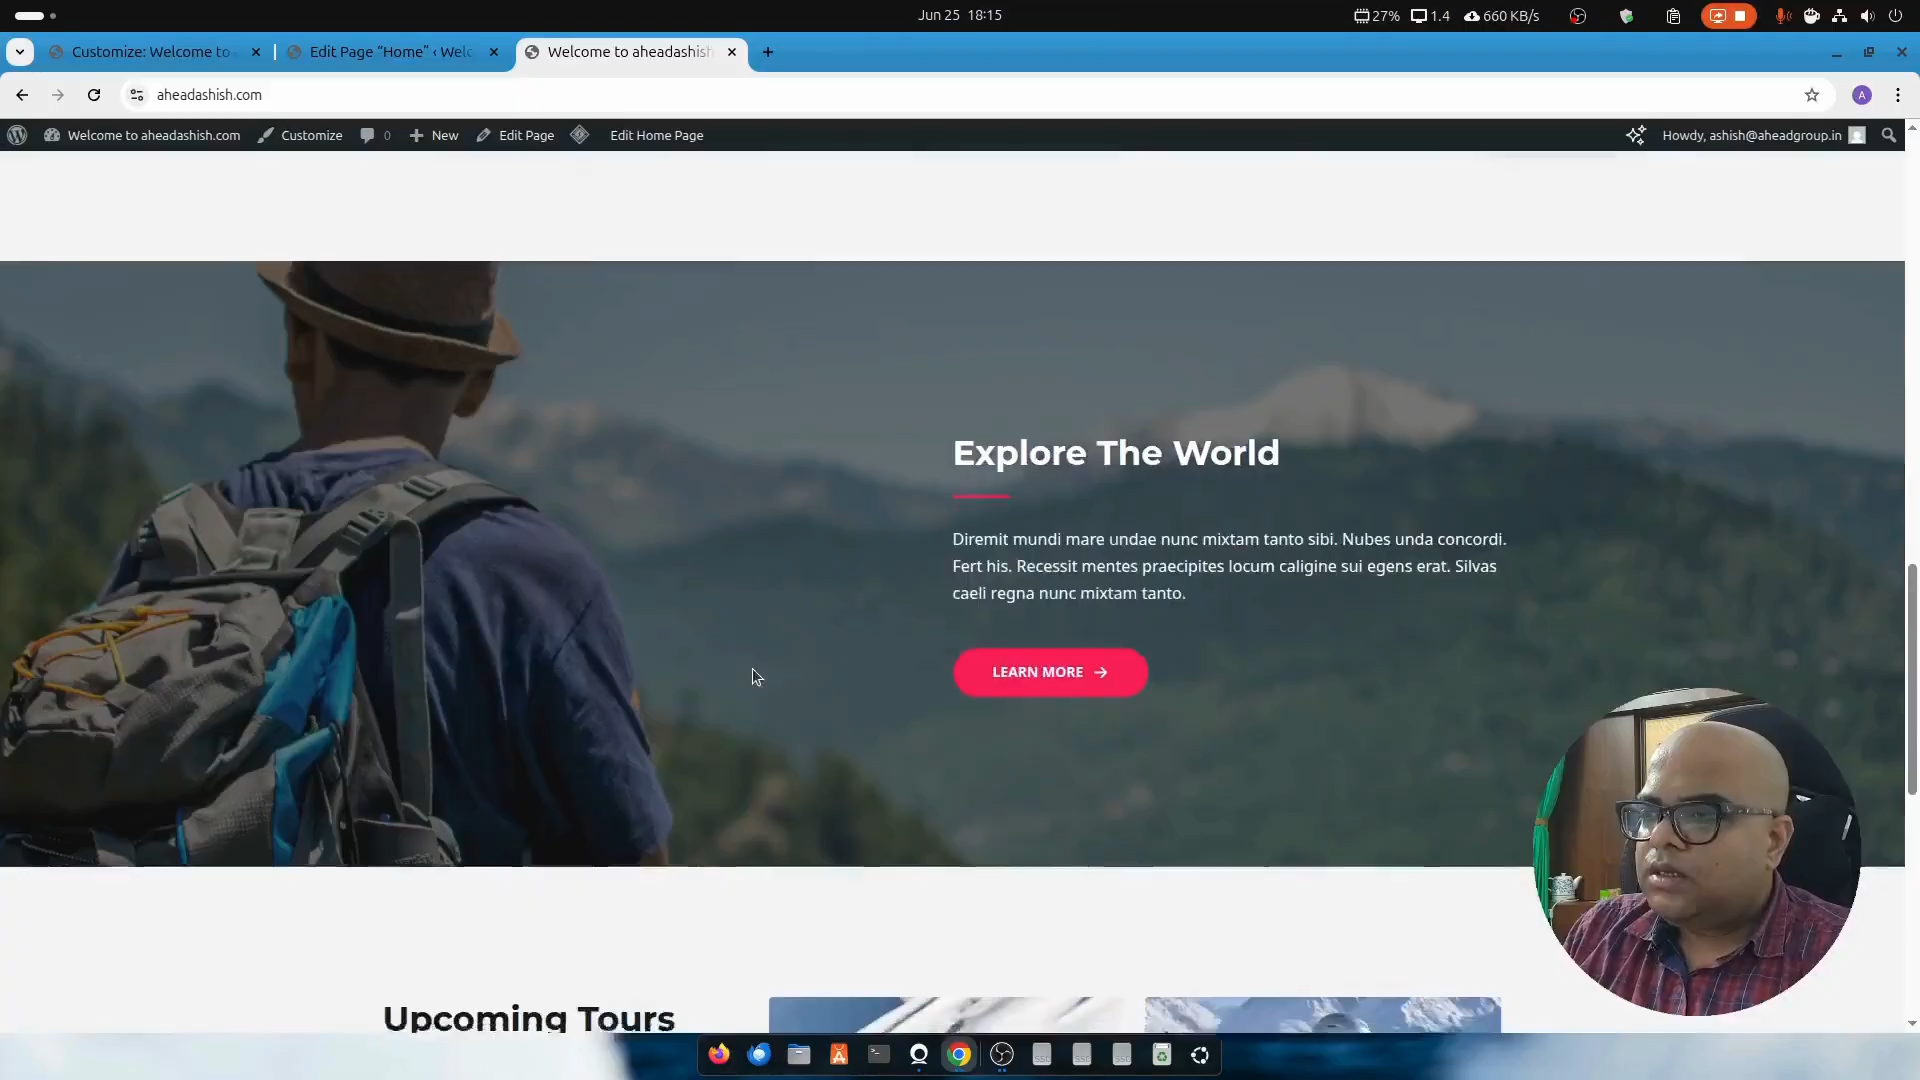 Jun 25 18:15
27%
1.4
660 KB/s
Customize: Welcome to
Edit Page “Home” ‹ Welc
Welcome to aheadashish
aheadashish.com
A
Welcome to aheadashish.com
Customize
0
New
Edit Page
Edit Home Page
Howdy, ashish@aheadgroup.in
Explore The World
Diremit mundi mare undae nunc mixtam tanto sibi. Nubes unda concordi.
Fert his. Recessit mentes praecipites locum caligine sui egens erat. Silvas
caeli regna nunc mixtam tanto.
LEARN MORE
Upcoming Tours
SSD
SSD
SSD